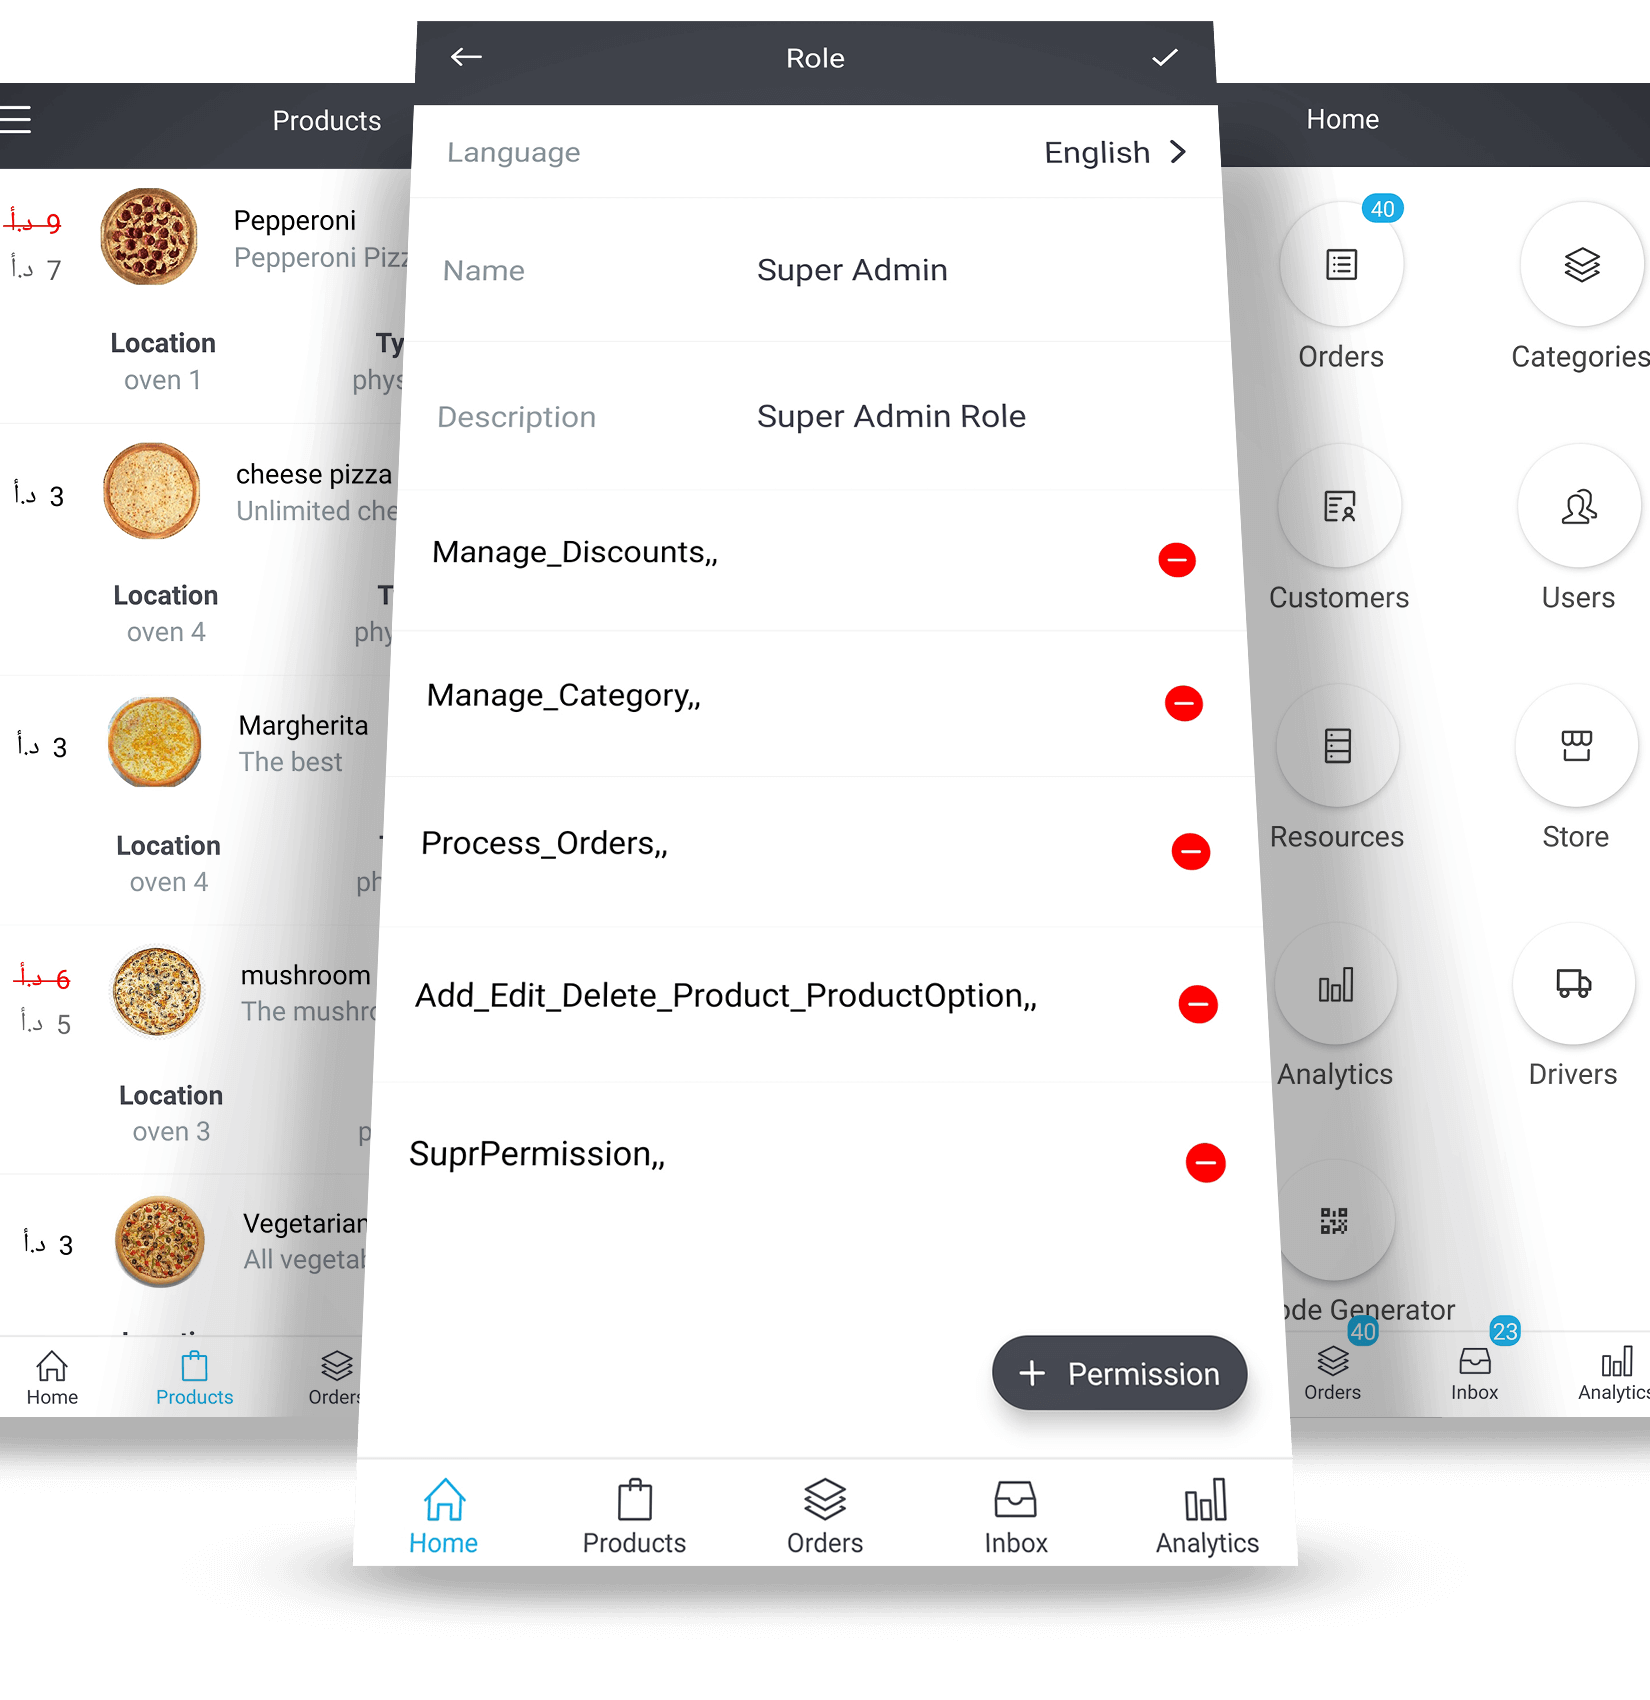 Products
9 د.أ
7 د.أ
Pepperoni
Pepperoni Pizz
Location
oven 1
Ty
phys
3 د.أ
cheese pizza
Unlimited che
Location
oven 4
T
phy
3 د.أ
Margherita
The best
Location
oven 4
ph
6 د.أ
5 د.أ
mushroom
The mushro
Location
oven 3
p
3 د.أ
Vegetarian
All vegetab
Home
Products
Orders
Role
Language
English
Name
Super Admin
Description
Super Admin Role
Manage_Discounts,,
Manage_Category,,
Process_Orders,,
Add_Edit_Delete_Product_ProductOption,,
SuprPermission,,
+ Permission
Home
Products
Orders
Inbox
Analytics
Home
40
Orders
Categories
Customers
Users
Resources
Store
Analytics
Drivers
ode Generator
40
23
Orders
Inbox
Analytics